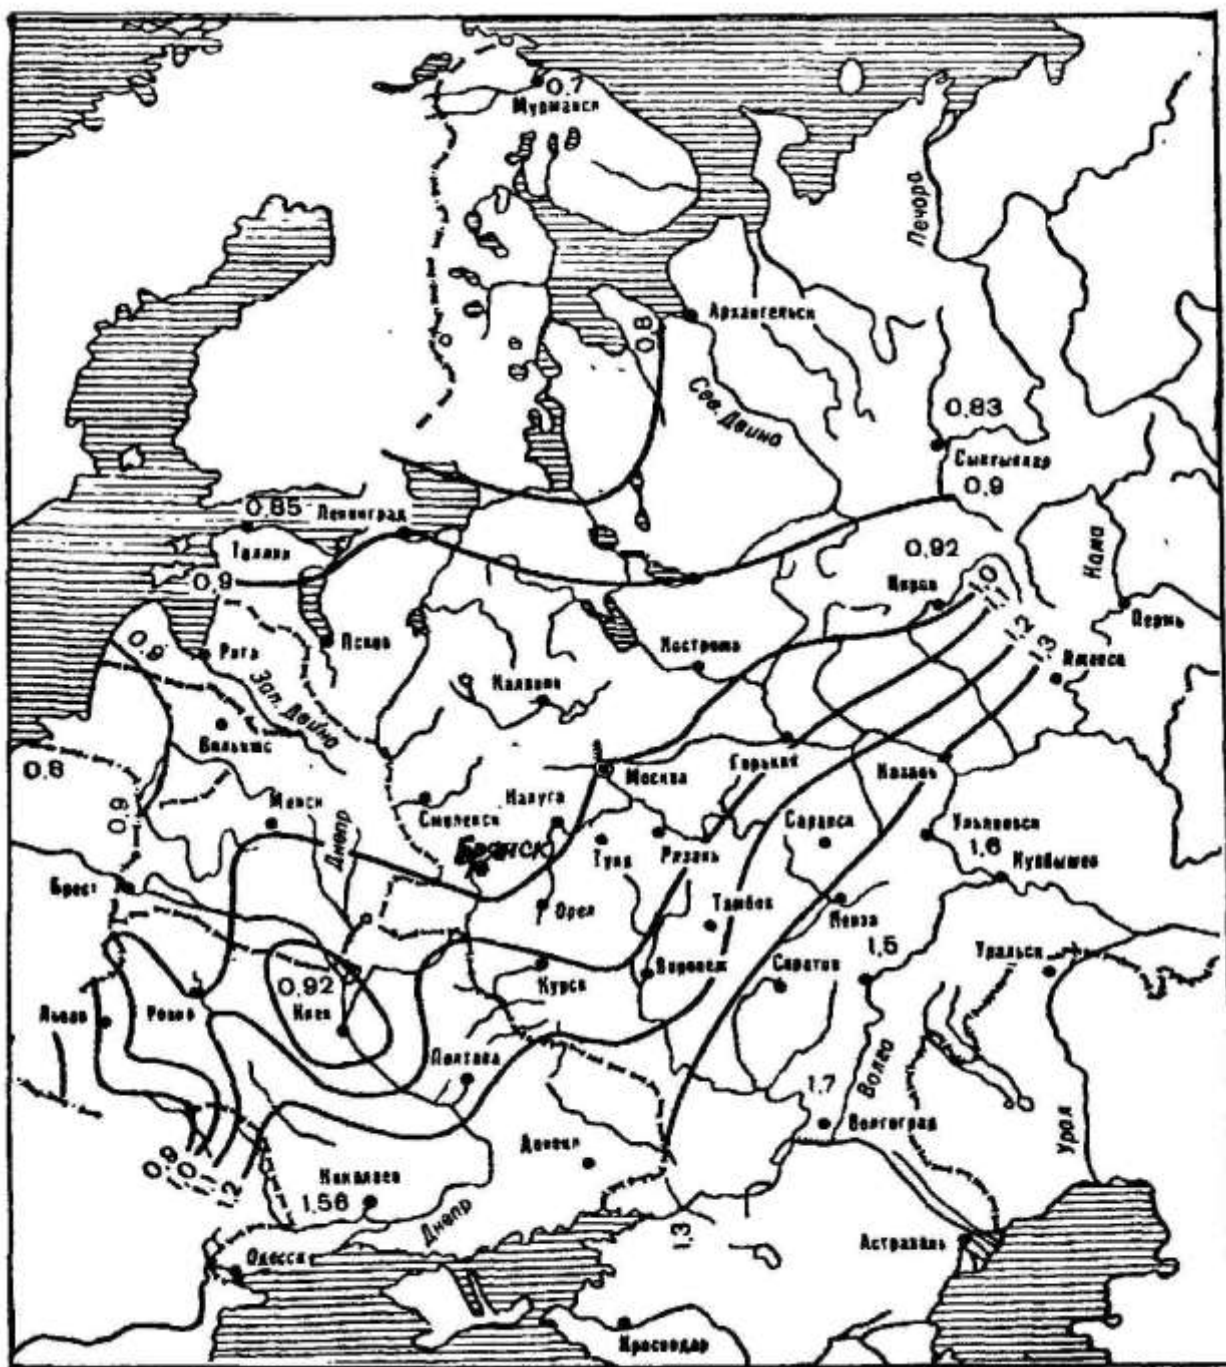 0,7
Мурманск
Печора
0,8
Архангельск
Сев. Двина
0,83
Сыктывкар
0,9
0,85
Ленинград
Таллин
0,9
0,92
Киров
1,0
1,1
1,2
1,3
Кама
Пермь
Ижевск
Псков
Рига
0,9
Зап. Двина
Кострома
Калинин
Вильнюс
0,8
0,9
Москва
Горький
Казань
Минск
Смоленск
Калуга
Днепр
Брянск
Тула
Рязань
Саранск
Ульяновск
1,6
Куйбышев
Брест
Орел
Тамбов
Пенза
1,5
Уральск
0,92
Киев
Курск
Воронеж
Саратов
Львов
Ровно
Полтава
Волга
1,7
Волгоград
Урал
Донецк
0,9
1,0
1,1
1,2
Николаев
1,56
Днепр
1,3
Астрахань
Одесса
Краснодар